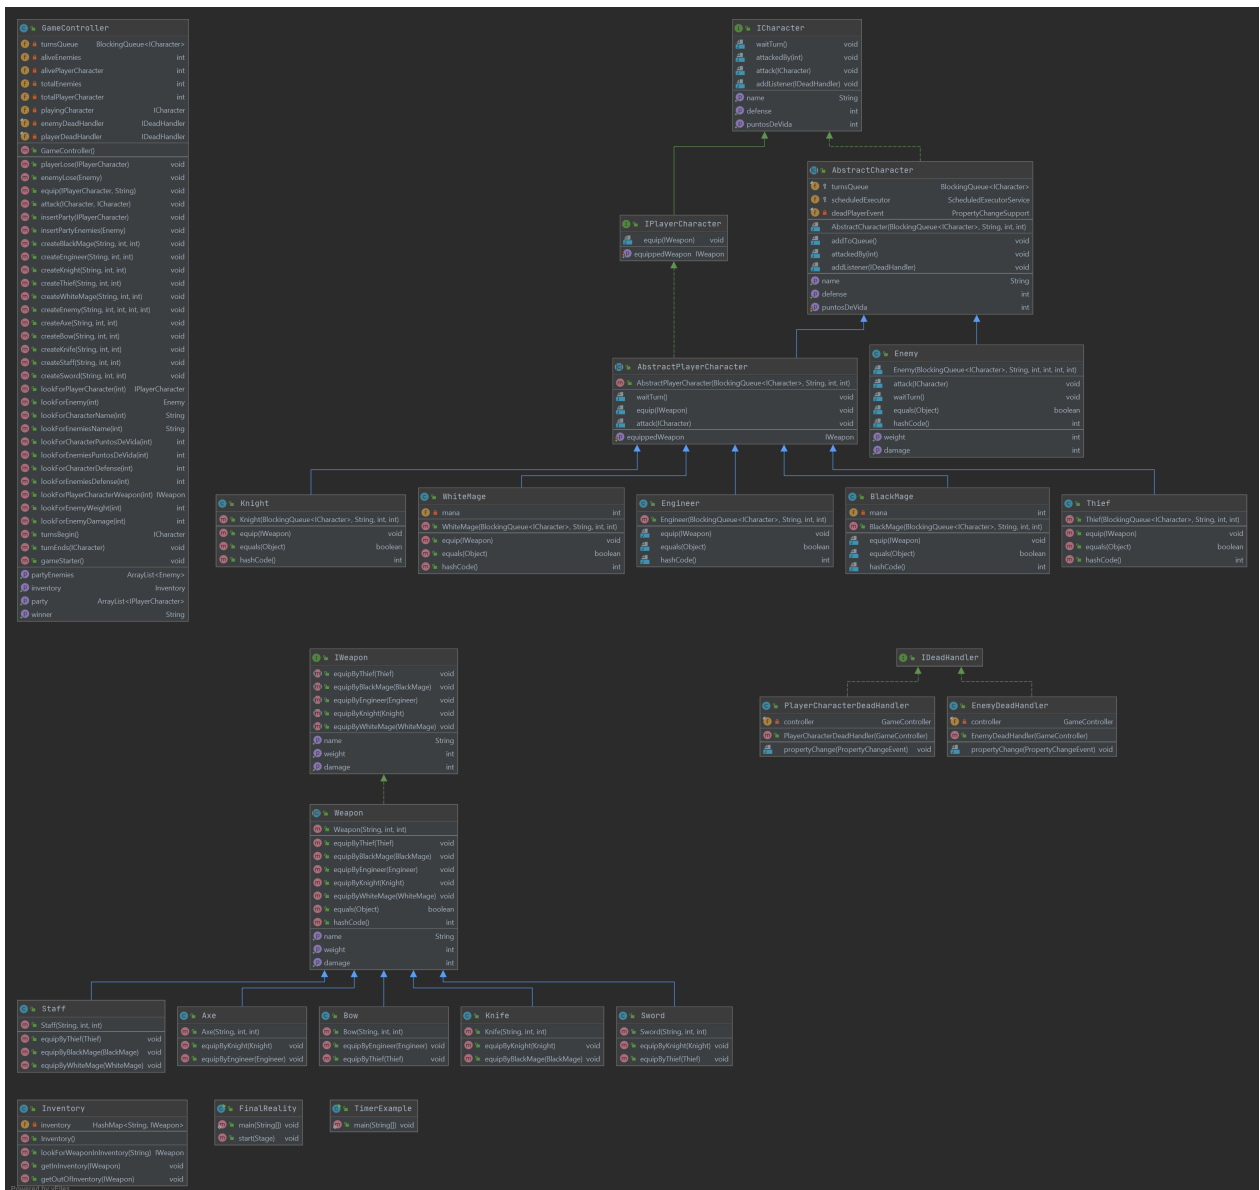 GameController
turnsQueue BlockingQueue<ICharacter>
aliveEnemies int
alivePlayerCharacter int
totalEnemies int
totalPlayerCharacter int
playingCharacter ICharacter
enemyDeadHandler IDeadHandler
playerDeadHandler IDeadHandler
GameController()
playerLose(IPlayerCharacter) void
enemyLose(Enemy) void
equip(IPlayerCharacter, String) void
attack(ICharacter, ICharacter) void
insertParty(IPlayerCharacter) void
insertPartyEnemies(Enemy) void
createBlackMage(String, int, int) void
createEngineer(String, int, int) void
createKnight(String, int, int) void
createThief(String, int, int) void
createWhiteMage(String, int, int) void
createEnemy(String, int, int, int, int) void
createAxe(String, int, int) void
createBow(String, int, int) void
createKnife(String, int, int) void
createStaff(String, int, int) void
createSword(String, int, int) void
lookForPlayerCharacter(int) IPlayerCharacter
lookForEnemy(int) Enemy
lookForCharacterName(int) String
lookForEnemiesName(int) String
lookForCharacterPuntosDeVida(int) int
lookForEnemiesPuntosDeVida(int) int
lookForCharacterDefense(int) int
lookForEnemiesDefense(int) int
lookForPlayerCharacterWeapon(int) IWeapon
lookForEnemyWeight(int) int
lookForEnemyDamage(int) int
turnsBegin() ICharacter
turnEnds(ICharacter) void
gameStarter() void
partyEnemies ArrayList<Enemy>
inventory Inventory
party ArrayList<IPlayerCharacter>
winner String
ICharacter
waitTurn() void
attackedBy(int) void
attack(ICharacter) void
addListener(IDeadHandler) void
name String
defense int
puntosDeVida int
AbstractCharacter
turnsQueue BlockingQueue<ICharacter>
scheduledExecutor ScheduledExecutorService
deadPlayerEvent PropertyChangeSupport
AbstractCharacter(BlockingQueue<ICharacter>, String, int, int)
addToQueue() void
attackedBy(int) void
addListener(IDeadHandler) void
name String
defense int
puntosDeVida int
IPlayerCharacter
equip(IWeapon) void
equippedWeapon IWeapon
AbstractPlayerCharacter
AbstractPlayerCharacter(BlockingQueue<ICharacter>, String, int, int)
waitTurn() void
equip(IWeapon) void
attack(ICharacter) void
equippedWeapon IWeapon
Enemy
Enemy(BlockingQueue<ICharacter>, String, int, int, int, int)
attack(ICharacter) void
waitTurn() void
equals(Object) boolean
hashCode() int
weight int
damage int
Knight
Knight(BlockingQueue<ICharacter>, String, int, int)
equip(IWeapon) void
equals(Object) boolean
hashCode() int
WhiteMage
mana int
WhiteMage(BlockingQueue<ICharacter>, String, int, int)
equip(IWeapon) void
equals(Object) boolean
hashCode() int
Engineer
Engineer(BlockingQueue<ICharacter>, String, int, int)
equip(IWeapon) void
equals(Object) boolean
hashCode() int
BlackMage
mana int
BlackMage(BlockingQueue<ICharacter>, String, int, int)
equip(IWeapon) void
equals(Object) boolean
hashCode() int
Thief
Thief(BlockingQueue<ICharacter>, String, int, int)
equip(IWeapon) void
equals(Object) boolean
hashCode() int
IWeapon
equipByThief(Thief) void
equipByBlackMage(BlackMage) void
equipByEngineer(Engineer) void
equipByKnight(Knight) void
equipByWhiteMage(WhiteMage) void
name String
weight int
damage int
IDeadHandler
PlayerCharacterDeadHandler
controller GameController
PlayerCharacterDeadHandler(GameController)
propertyChange(PropertyChangeEvent) void
EnemyDeadHandler
controller GameController
EnemyDeadHandler(GameController)
propertyChange(PropertyChangeEvent) void
Weapon
Weapon(String, int, int)
equipByThief(Thief) void
equipByBlackMage(BlackMage) void
equipByEngineer(Engineer) void
equipByKnight(Knight) void
equipByWhiteMage(WhiteMage) void
equals(Object) boolean
hashCode() int
name String
weight int
damage int
Staff
Staff(String, int, int)
equipByThief(Thief) void
equipByBlackMage(BlackMage) void
equipByWhiteMage(WhiteMage) void
Axe
Axe(String, int, int)
equipByKnight(Knight) void
equipByEngineer(Engineer) void
Bow
Bow(String, int, int)
equipByEngineer(Engineer) void
equipByThief(Thief) void
Knife
Knife(String, int, int)
equipByKnight(Knight) void
equipByBlackMage(BlackMage) void
Sword
Sword(String, int, int)
equipByKnight(Knight) void
equipByThief(Thief) void
Inventory
inventory HashMap<String, IWeapon>
Inventory()
lookForWeaponInInventory(String) IWeapon
getInInventory(IWeapon) void
getOutOfInventory(IWeapon) void
FinalReality
main(String[]) void
start(Stage) void
TimerExample
main(String[]) void
Powered by yFiles